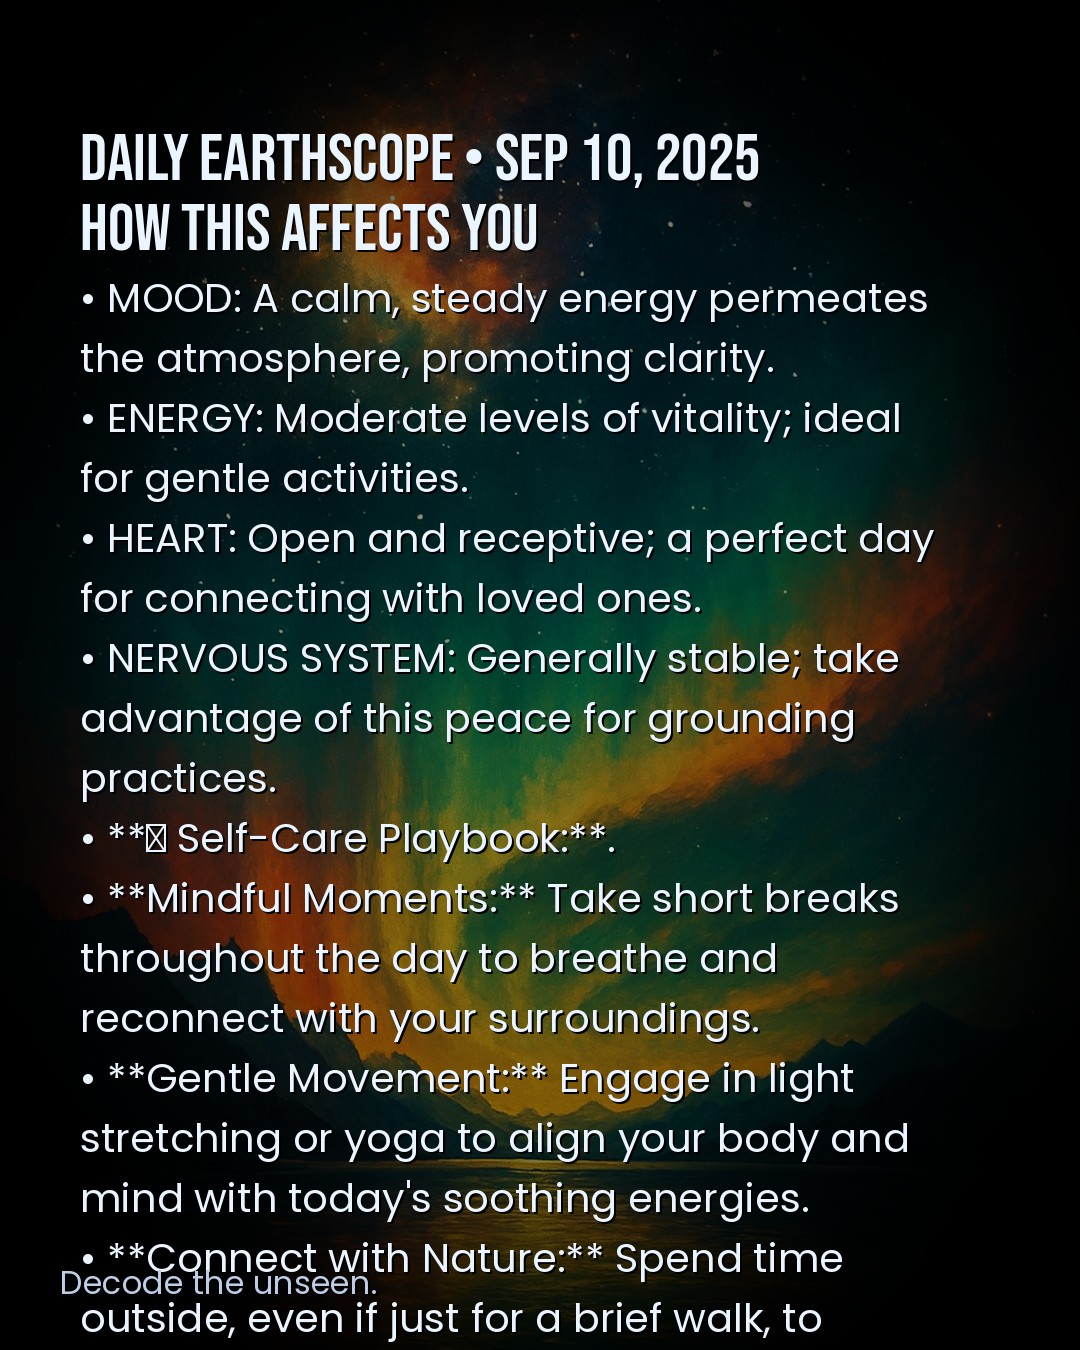 DAILY EARTHSCOPE • SEP 10, 2025
HOW THIS AFFECTS YOU
• MOOD: A calm, steady energy permeates
the atmosphere, promoting clarity.
• ENERGY: Moderate levels of vitality; ideal
for gentle activities.
• HEART: Open and receptive; a perfect day
for connecting with loved ones.
• NERVOUS SYSTEM: Generally stable; take
advantage of this peace for grounding
practices.
• **☒ Self-Care Playbook:**.
• **Mindful Moments:** Take short breaks
throughout the day to breathe and
reconnect with your surroundings.
• **Gentle Movement:** Engage in light
stretching or yoga to align your body and
mind with today's soothing energies.
• **Connect with Nature:** Spend time
Decode the unseen.
outside, even if just for a brief walk, to